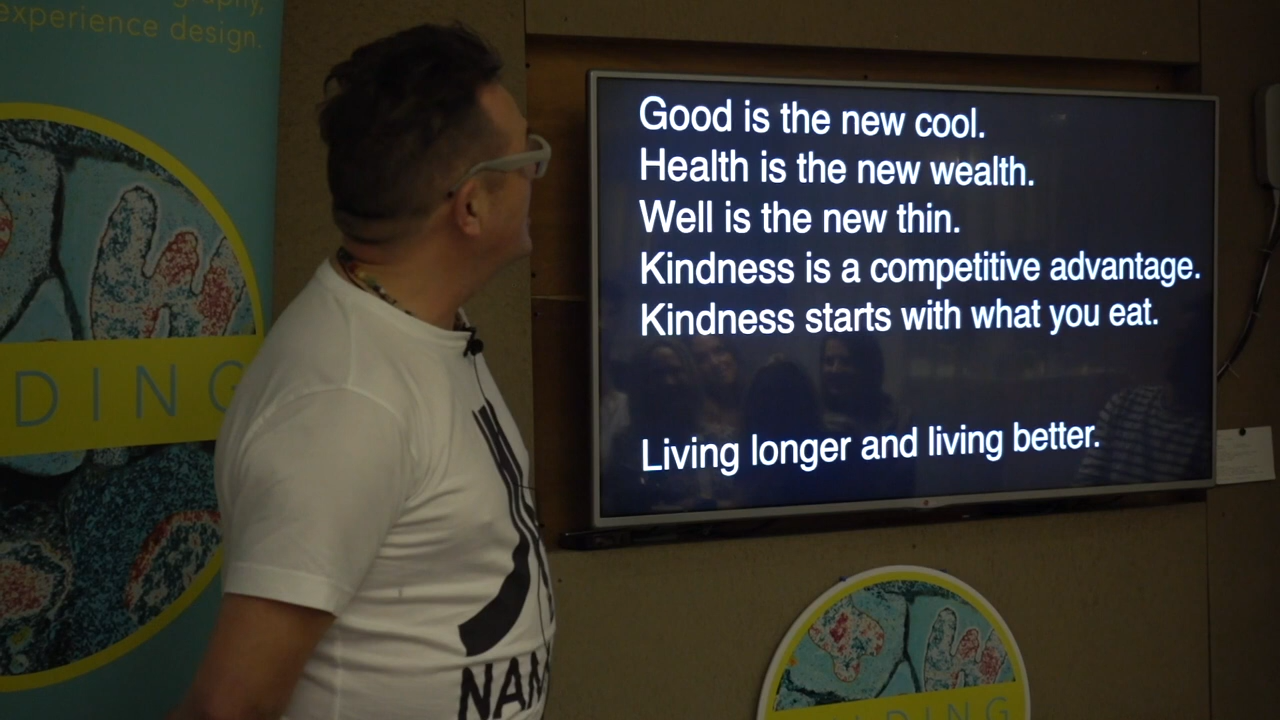 experience design.
DING
Good is the new cool.
Health is the new wealth.
Well is the new thin.
Kindness is a competitive advantage.
Kindness starts with what you eat.
Living longer and living better.
NAM
LDING